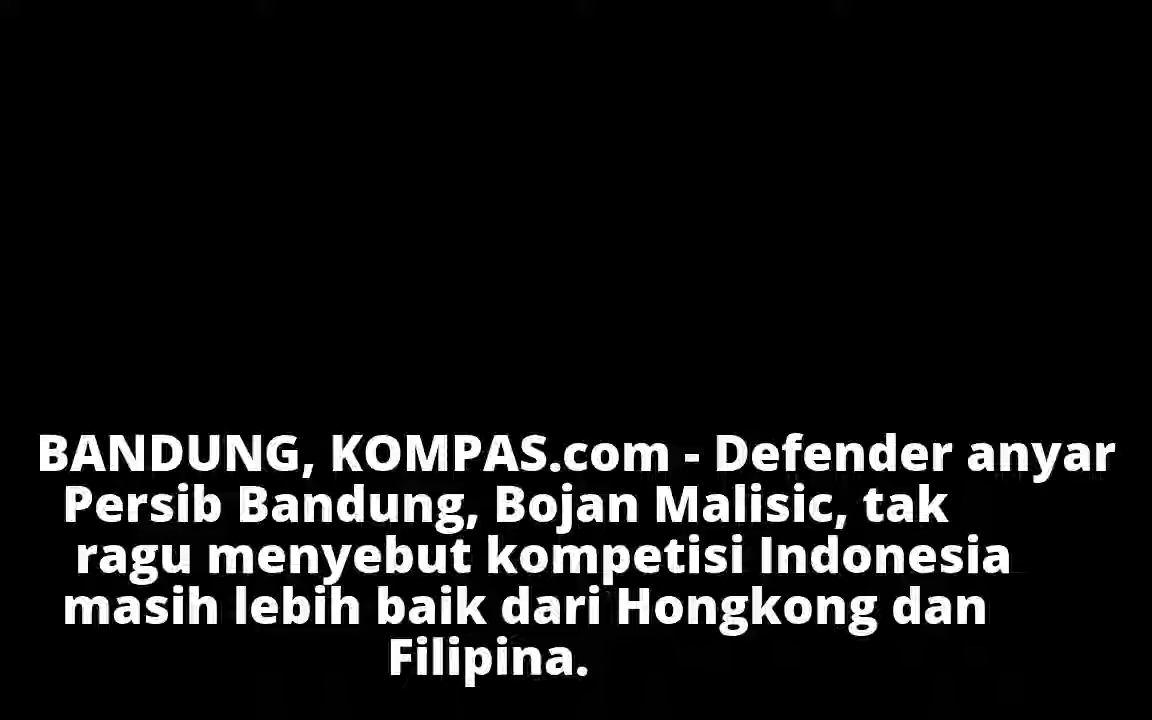 BANDUNG, KOMPAS.com - Defender anyar
Persib Bandung, Bojan Malisic, tak
ragu menyebut kompetisi Indonesia
masih lebih baik dari Hongkong dan
Filipina.